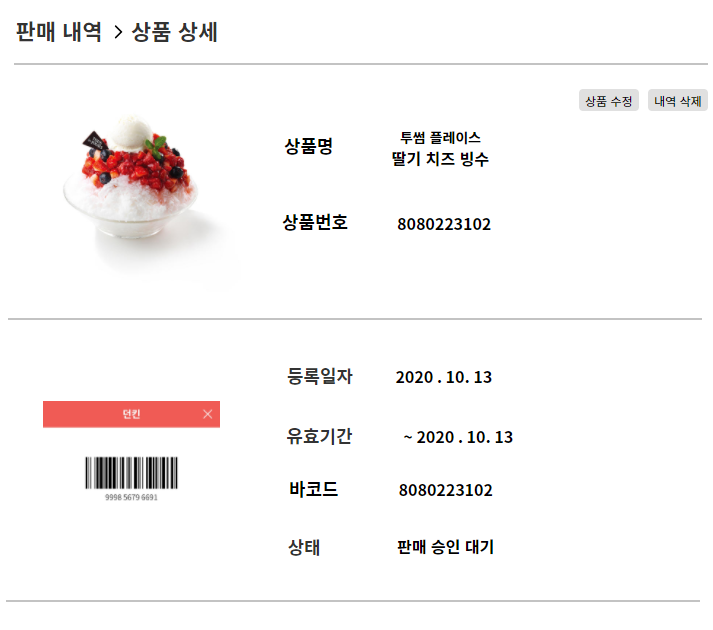 판매 내역 > 상품 상세
상품 수정 내역 삭제
상품명
투썸 플레이스
딸기 치즈 빙수
상품번호 8080223102
등록일자 2020 . 10. 13
던킨 ×
유효기간 ~ 2020 . 10. 13
바코드 8080223102
9998 5679 6691
상태 판매 승인 대기